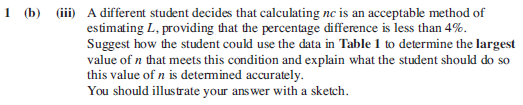 1 (b) (iii) A different student decides that calculating nc is an acceptable method of
estimating L, providing that the percentage difference is less than 4%.
Suggest how the student could use the data in Table 1 to determine the largest
value of n that meets this condition and explain what the student should do so
this value of n is determined accurately.
You should illustrate your answer with a sketch.